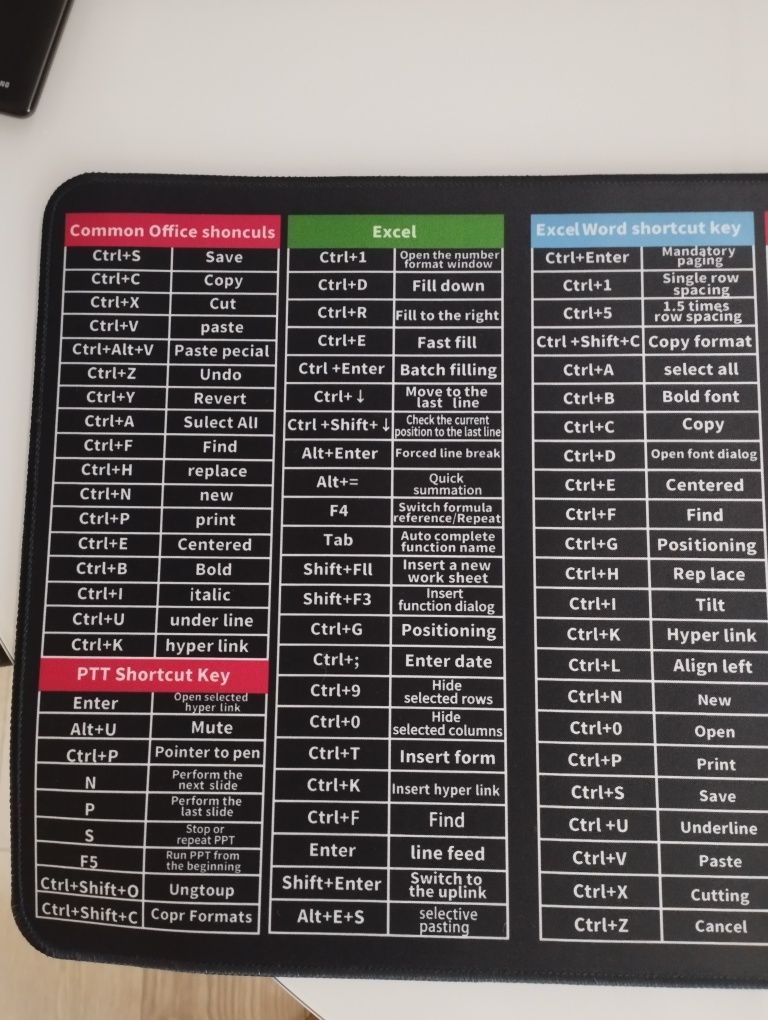 NG
Common Office shonculs
Ctrl+S Save
Ctrl+C Copy
Ctrl+X Cut
Ctrl+V paste
Ctrl+Alt+V Paste pecial
Ctrl+Z Undo
Ctrl+Y Revert
Ctrl+A Sulect All
Ctrl+F Find
Ctrl+H replace
Ctrl+N new
Ctrl+P print
Ctrl+E Centered
Ctrl+B Bold
Ctrl+I italic
Ctrl+U under line
Ctrl+K hyper link
PTT Shortcut Key
Enter Open selected
hyper link
Alt+U Mute
Ctrl+P Pointer to pen
N Perform the
next slide
P Perform the
last slide
S Stop or
repeat PPT
F5 Run PPT from
the beginning
Ctrl+Shift+O Ungtoup
Ctrl+Shift+C Copr Formats
Excel
Ctrl+1 Open the number
format window
Ctrl+D Fill down
Ctrl+R Fill to the right
Ctrl+E Fast fill
Ctrl +Enter Batch filling
Ctrl+↓ Move to the
last line
Ctrl +Shift+↓ Check the current
position to the last line
Alt+Enter Forced line break
Alt+= Quick
summation
F4 Switch formula
reference/Repeat
Tab Auto complete
function name
Shift+Fll Insert a new
work sheet
Shift+F3 Insert
function dialog
Ctrl+G Positioning
Ctrl+; Enter date
Ctrl+9 Hide
selected rows
Ctrl+0 Hide
selected columns
Ctrl+T Insert form
Ctrl+K Insert hyper link
Ctrl+F Find
Enter line feed
Shift+Enter Switch to
the uplink
Alt+E+S selective
pasting
Excel Word shortcut key
Ctrl+Enter Mandatory
paging
Ctrl+1 Single row
spacing
Ctrl+5 1.5 times
row spacing
Ctrl +Shift+C Copy format
Ctrl+A select all
Ctrl+B Bold font
Ctrl+C Copy
Ctrl+D Open font dialog
Ctrl+E Centered
Ctrl+F Find
Ctrl+G Positioning
Ctrl+H Rep lace
Ctrl+I Tilt
Ctrl+K Hyper link
Ctrl+L Align left
Ctrl+N New
Ctrl+0 Open
Ctrl+P Print
Ctrl+S Save
Ctrl +U Underline
Ctrl+V Paste
Ctrl+X Cutting
Ctrl+Z Cancel